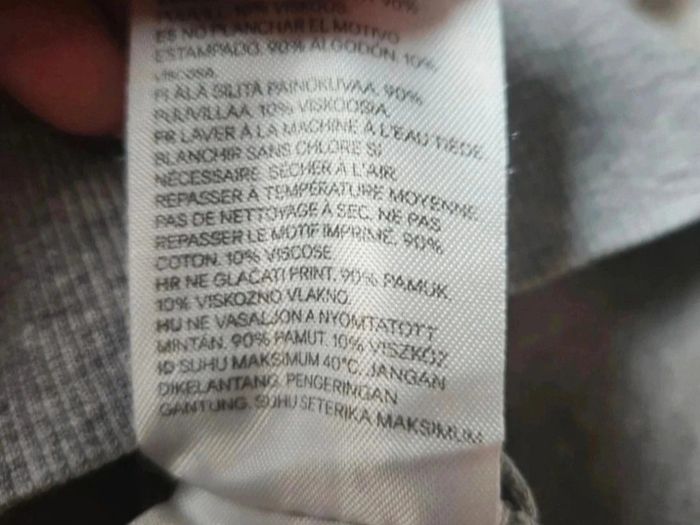 90%
10% VISCOUS.
ES NO PLANCHAR EL MOTIVO
ESTAMPADO. 90% ALGODÓN. 10%
VISCOSA.
FI ÄLÄ SILITÄ PAINOKUVAA. 90%
PUUVILLAA. 10% VISKOOSIA.
FR LAVER A LA MACHINE À L'EAU TIÈDE.
BLANCHIR SANS CHLORE SI
NÉCESSAIRE. SÉCHER À L'AIR.
REPASSER À TEMPÉRATURE MOYENNE.
PAS DE NETTOYAGE À SEC. NE PAS
REPASSER LE MOTIF IMPRIMÉ. 90%
COTON. 10% VISCOSE.
HR NE GLAČATI PRINT. 90% PAMUK.
10% VISKOZNO VLAKNO.
HU NE VASALJON A NYOMTATOTT
MINTÁN. 90% PAMUT. 10% VISZKÓZ
ID SUHU MAKSIMUM 40°C. JANGAN
DIKELANTANG. PENGERINGAN
GANTUNG. SUHU SETERIKA MAKSIMUM